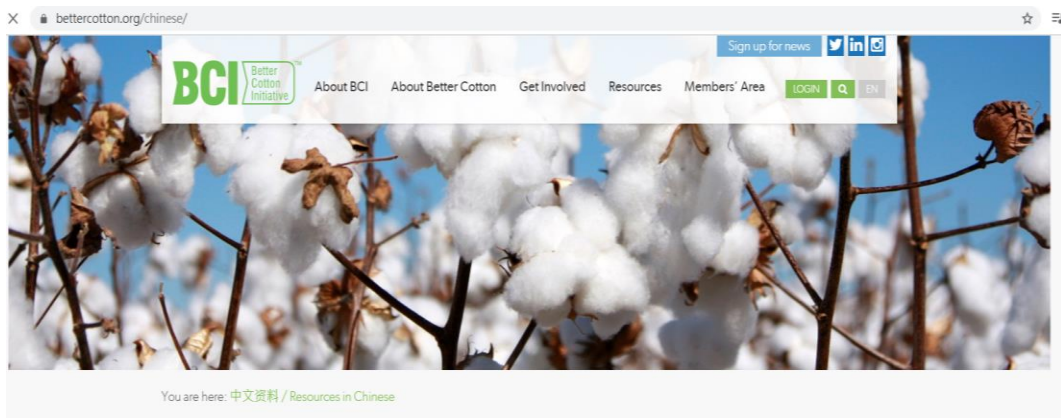 bettercotton.org/chinese/
Sign up for news
BCI Better Cotton Initiative™
About BCI About Better Cotton Get Involved Resources Members' Area LOGIN EN
You are here: 中文资料 / Resources in Chinese